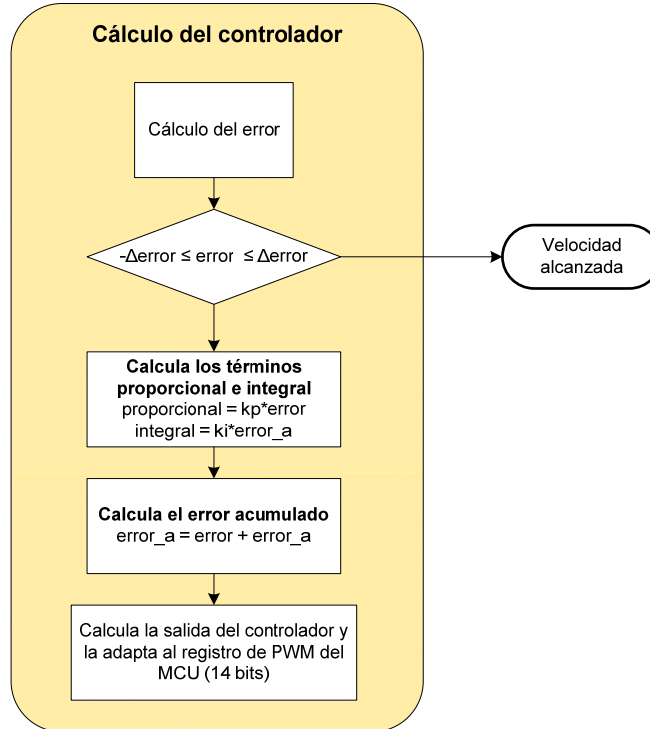 Cálculo del controlador
Cálculo del error
-Δerror ≤ error ≤ Δerror
Velocidad
alcanzada
Calcula los términos
proporcional e integral
proporcional = kp*error
integral = ki*error_a
Calcula el error acumulado
error_a = error + error_a
Calcula la salida del controlador y
la adapta al registro de PWM del
MCU (14 bits)